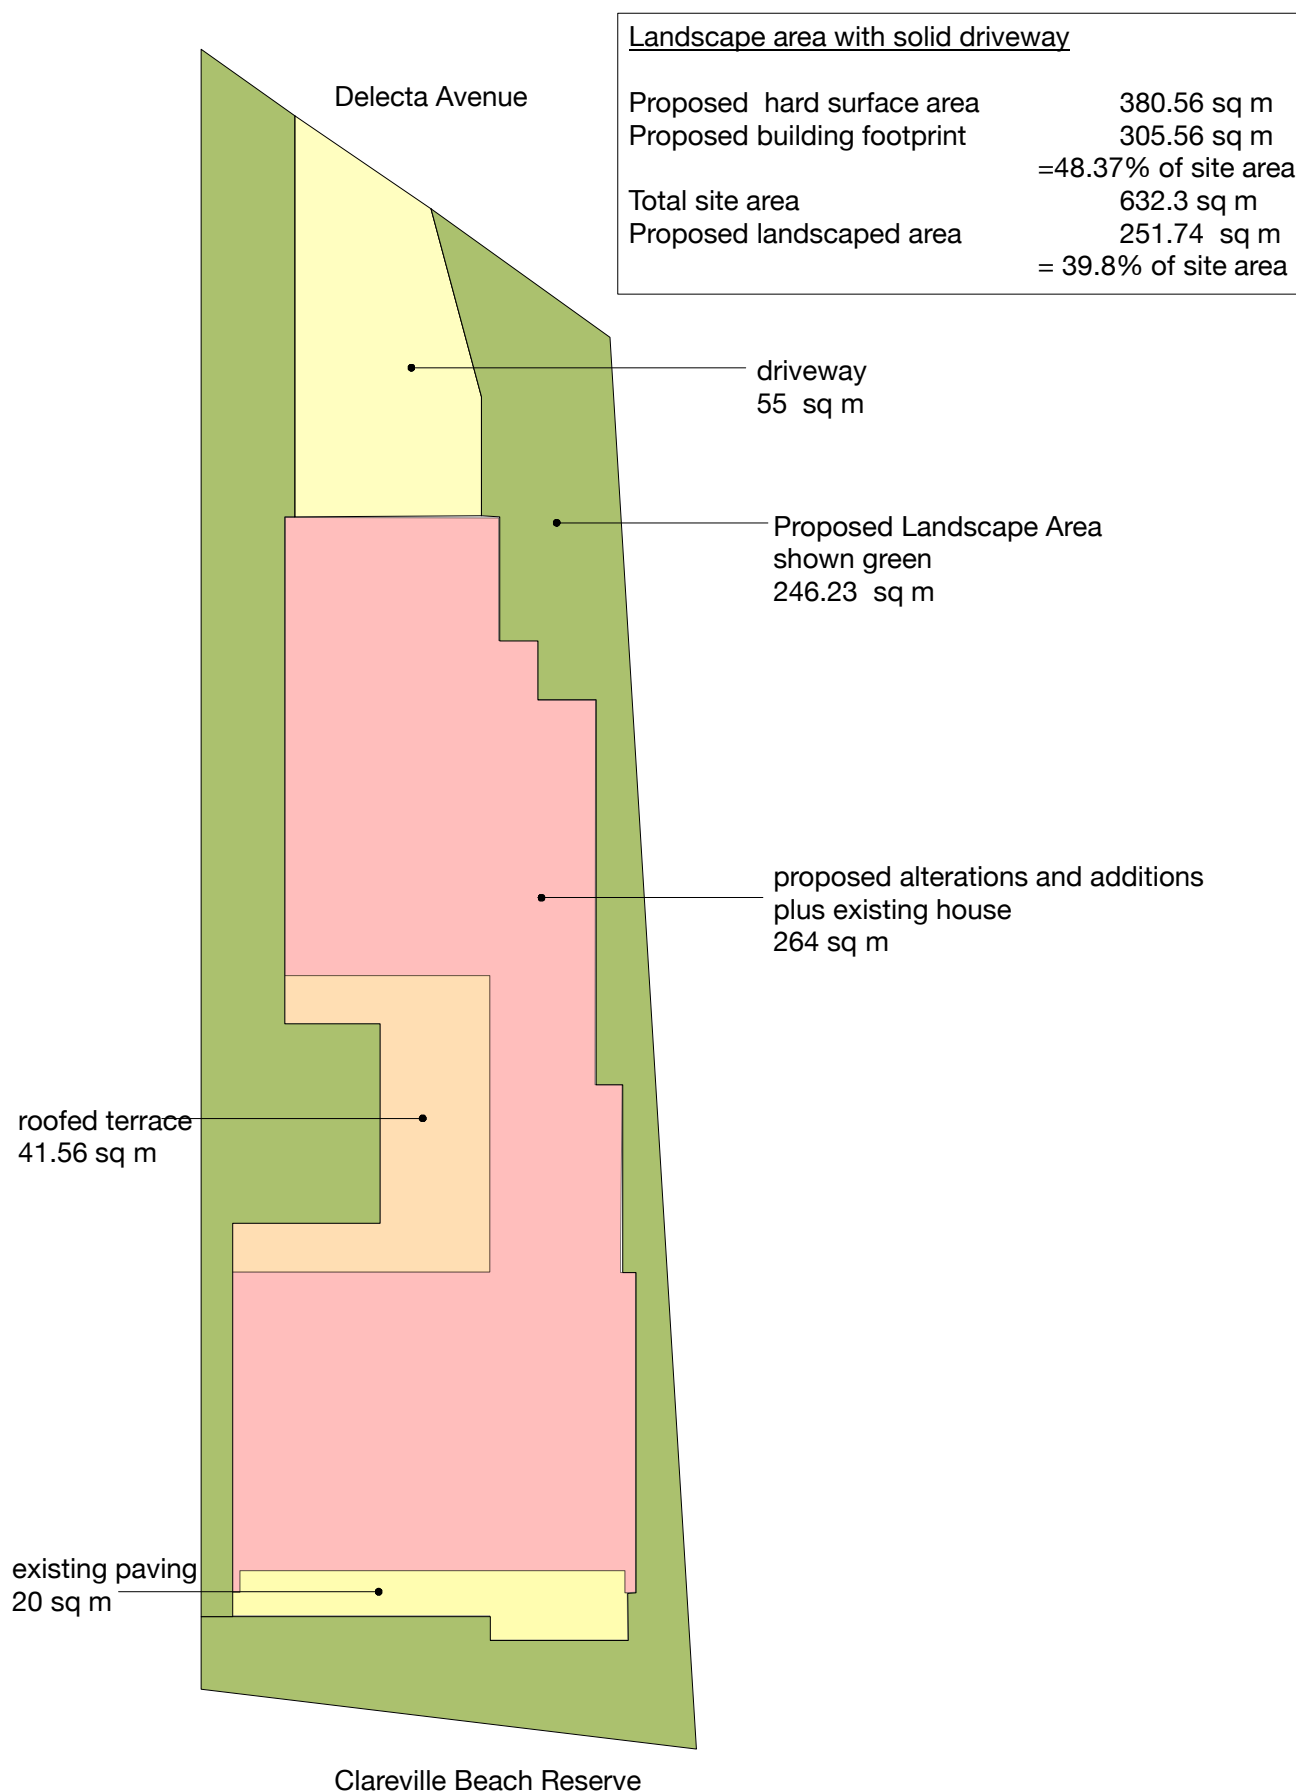 Landscape area with solid driveway
Proposed hard surface area 380.56 sq m
Proposed building footprint 305.56 sq m
=48.37% of site area
Total site area 632.3 sq m
Proposed landscaped area 251.74 sq m
= 39.8% of site area
Delecta Avenue
driveway
55 sq m
Proposed Landscape Area
shown green
246.23 sq m
proposed alterations and additions
plus existing house
264 sq m
roofed terrace
41.56 sq m
existing paving
20 sq m
Clareville Beach Reserve